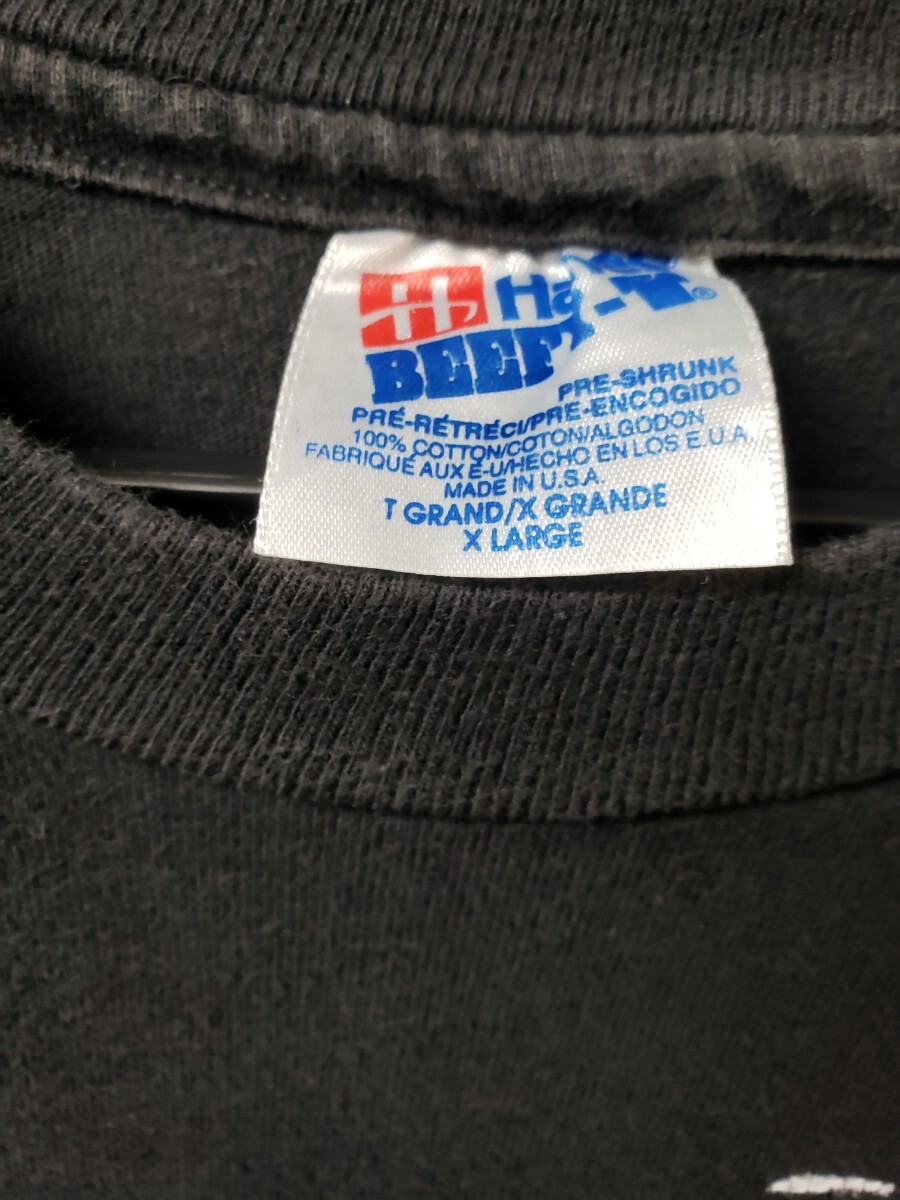 H Ha
BEEFY-T®
PRE-SHRUNK
PRÉ-RÉTRÉCI/PRE-ENCOGIDO
100% COTTON/COTON/ALGODON
FABRIQUÉ AUX É-U/HECHO EN LOS E.U.A.
MADE IN U.S.A.
T GRAND/X GRANDE
X LARGE